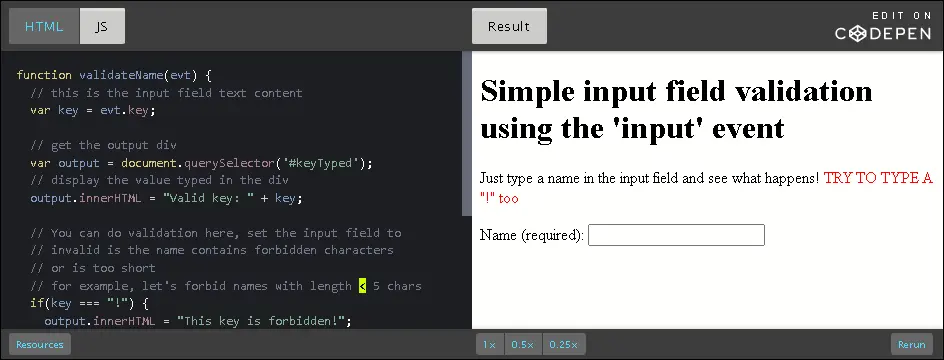 HTML
JS
Result
EDIT ON
CODEPEN
function validateName(evt) {
// this is the input field text content
var key = evt.key;
// get the output div
var output = document.querySelector('#keyTyped');
// display the value typed in the div
output.innerHTML = "Valid key: " + key;
// You can do validation here, set the input field to
// invalid is the name contains forbidden characters
// or is too short
// for example, let's forbid names with length < 5 chars
if(key === "!") {
output.innerHTML = "This key is forbidden!";
Simple input field validation
using the 'input' event
Just type a name in the input field and see what happens! TRY TO TYPE A
"!" too
Name (required):
Resources
1×
0.5×
0.25×
Rerun